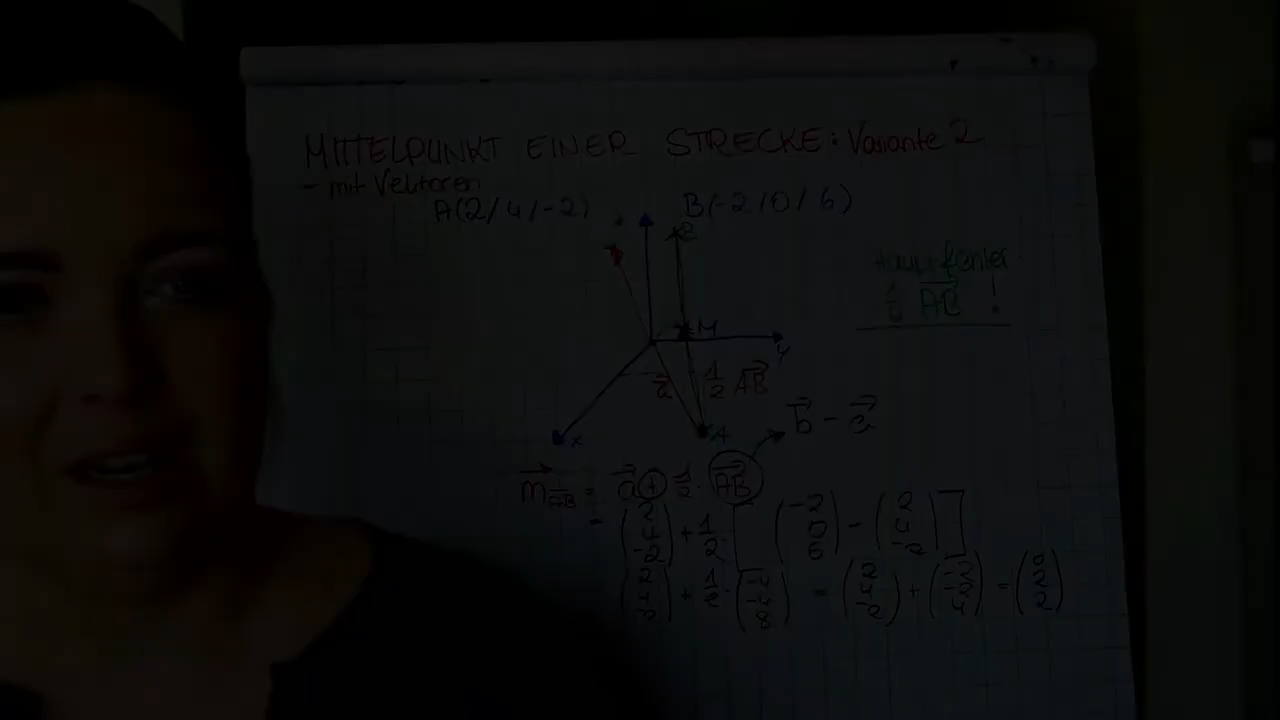 MITTELPUNKT EINER STRECKE: Variante 2
- mit Vektoren
A(2/4/-2) B(-2/0/6)
Hauptfehler
½ AB !
B
M
y
a ½ AB
x A
b - a
m AB = a + ½ · AB
= (2 4 -2) + ½ · [ (-2 0 6) - (2 4 -2) ]
(2 4 -2) + ½ · (-4 -4 8) = (2 4 -2) + (-2 -2 4) = (0 2 2)